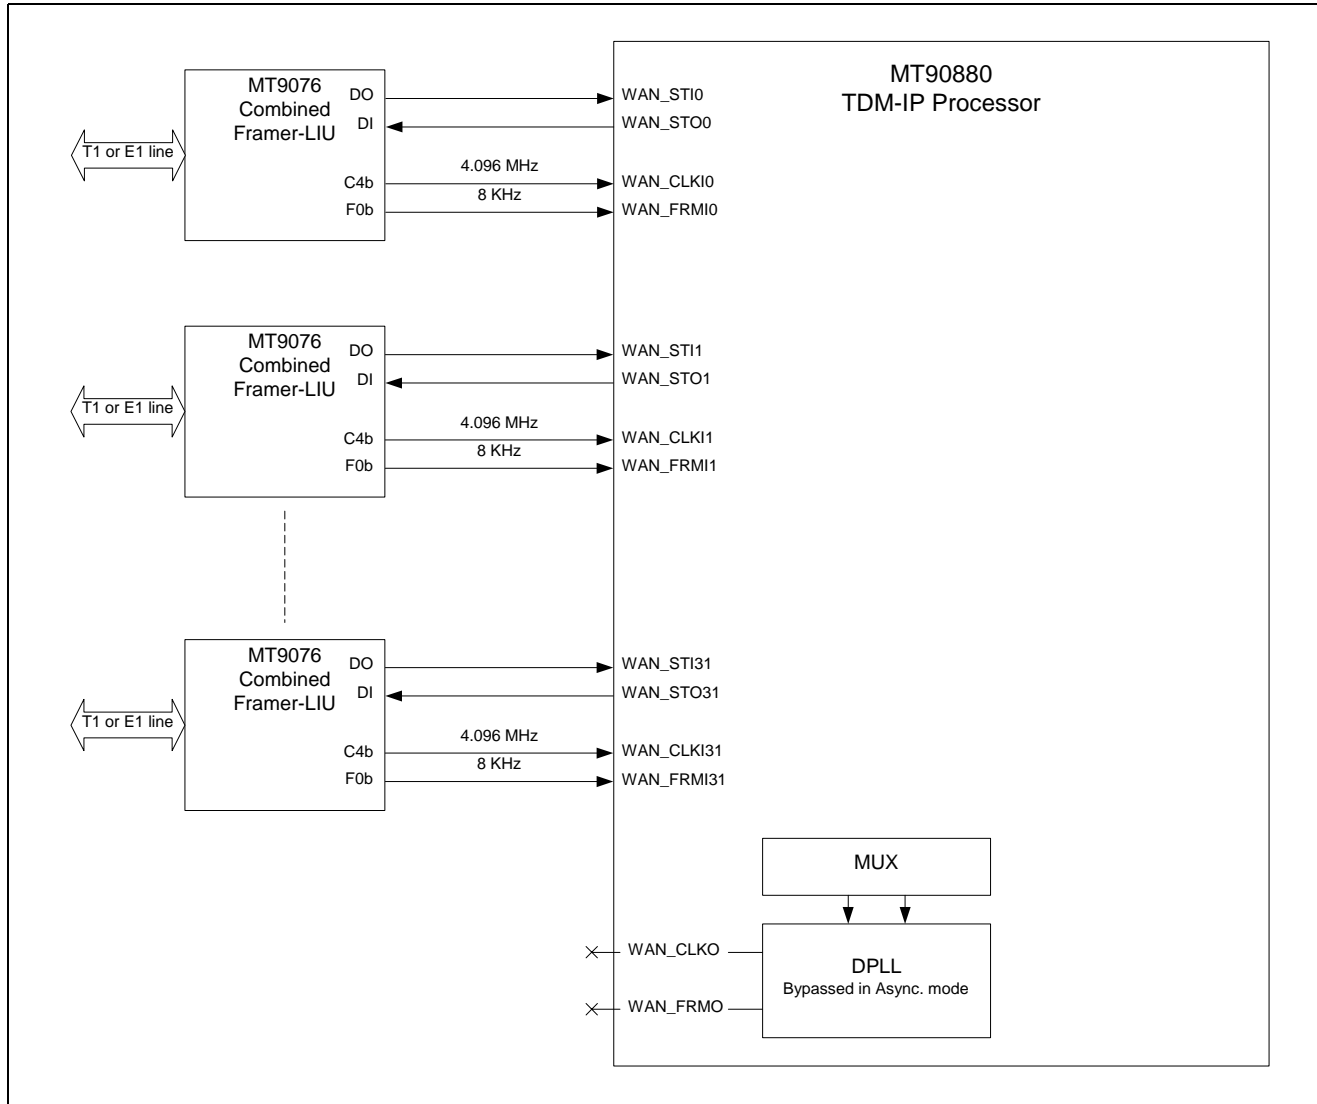 MT90880
TDM-IP Processor
MT9076
Combined
Framer-LIU
T1 or E1 line
DO
DI
C4b
F0b
4.096 MHz
8 KHz
WAN_STI0
WAN_STO0
WAN_CLKI0
WAN_FRMI0
MT9076
Combined
Framer-LIU
T1 or E1 line
DO
DI
C4b
F0b
4.096 MHz
8 KHz
WAN_STI1
WAN_STO1
WAN_CLKI1
WAN_FRMI1
MT9076
Combined
Framer-LIU
T1 or E1 line
DO
DI
C4b
F0b
4.096 MHz
8 KHz
WAN_STI31
WAN_STO31
WAN_CLKI31
WAN_FRMI31
MUX
WAN_CLKO
WAN_FRMO
DPLL
Bypassed in Async. mode